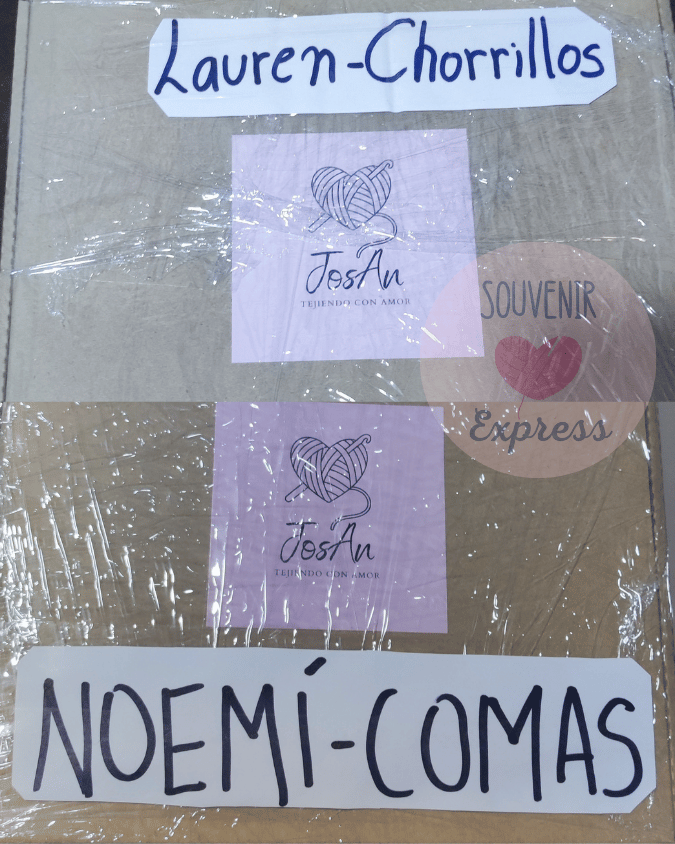 Lauren-Chorrillos
JosAn
TEJIENDO CON AMOR
SOUVENIR
Express
JosAn
TEJIENDO CON AMOR
NOEMÍ-COMAS